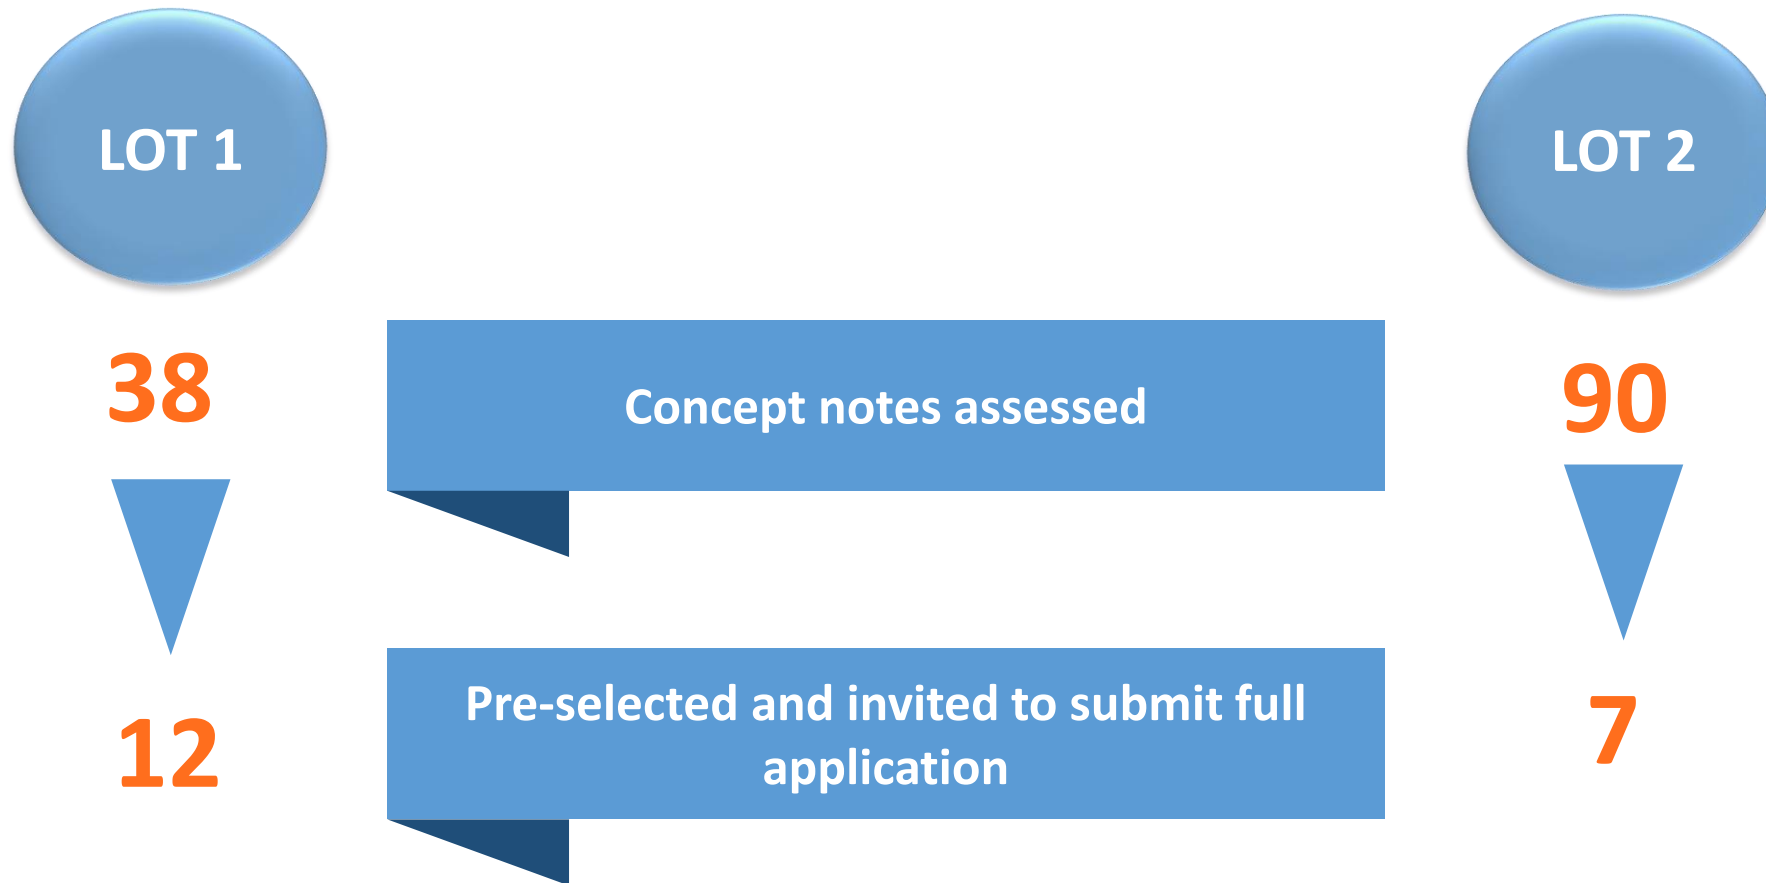 LOT 1
LOT 2
38
Concept notes assessed
90
12
Pre-selected and invited to submit full
application
7